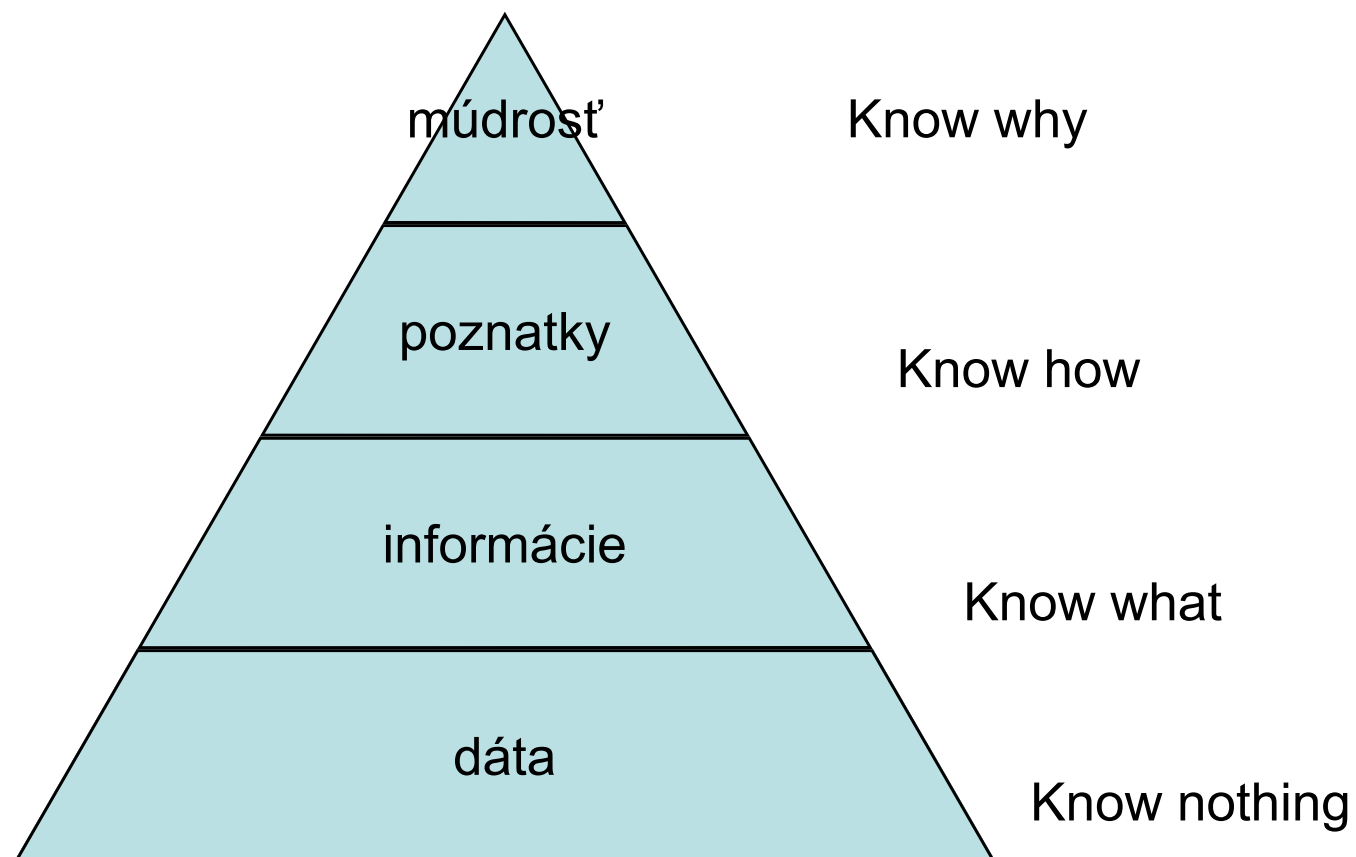 múdrosť
Know why
poznatky
Know how
informácie
Know what
dáta
Know nothing